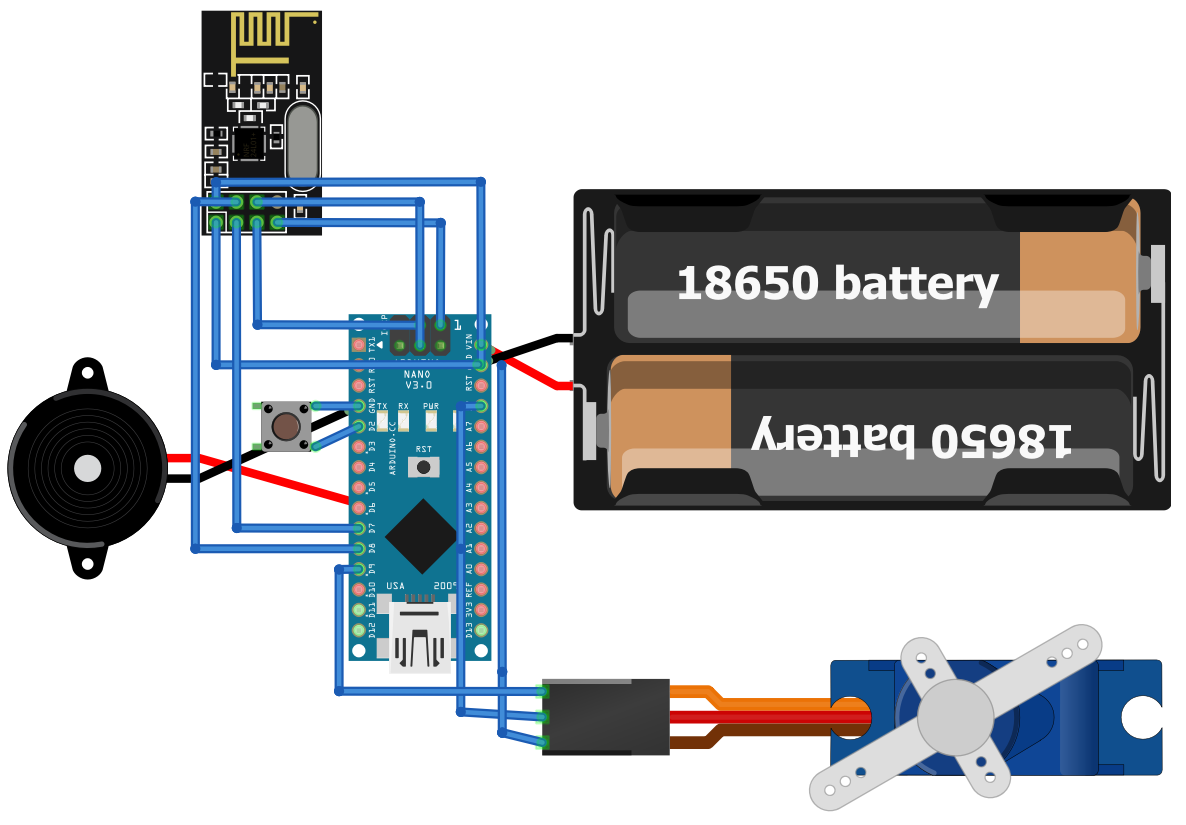 18650 battery
18650 battery
1
NANO
V3.0
TX1
RST
GND
D2
D3
D4
D5
D6
D7
D8
D9
D10
D11
D12
VIN
RST
A7
A6
A5
A4
A3
A2
A1
A0
REF
3V3
D13
TX
RX
PWR
ARDUINO.CC
RST
USA